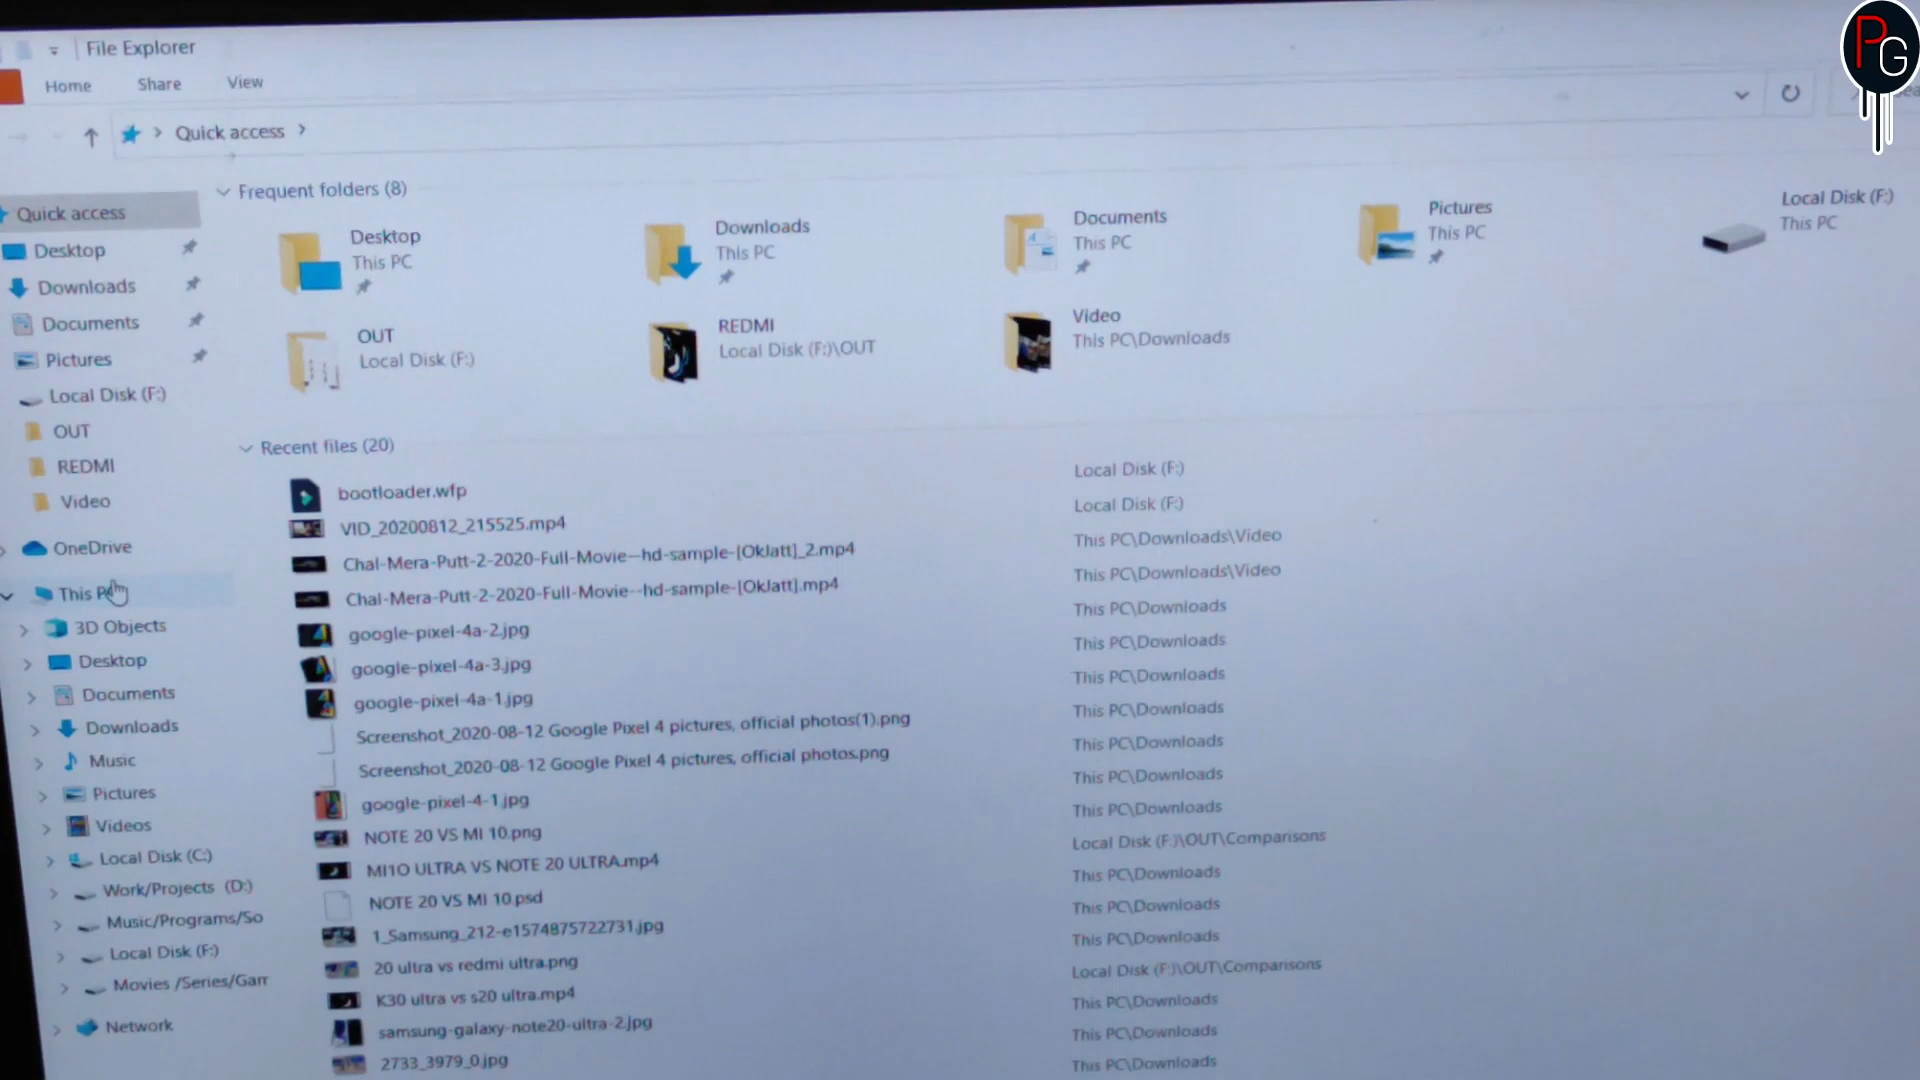 File Explorer
Home Share View
Quick access
Frequent folders (8)
Quick access
Desktop
Downloads
Documents
Pictures
Local Disk (F:)
OUT
REDMI
Video
OneDrive
This
3D Objects
Desktop
Documents
Downloads
Music
Pictures
Videos
Local Disk (C:)
Work/Projects (D:)
Music/Programs/So
Local Disk (F:)
Movies /Series/Gam
Network
Desktop
This PC
Downloads
This PC
Documents
This PC
Pictures
This PC
Local Disk (F:)
This PC
OUT
Local Disk (F:)
REDMI
Local Disk (F:)\OUT
Video
This PC\Downloads
Recent files (20)
bootloader.wfp Local Disk (F:)
VID_20200812_215525.mp4 Local Disk (F:)
Chal-Mera-Putt-2-2020-Full-Movie--hd-sample-[OkJatt]_2.mp4 This PC\Downloads\Video
Chal-Mera-Putt-2-2020-Full-Movie--hd-sample-[OkJatt].mp4 This PC\Downloads\Video
google-pixel-4a-2.jpg This PC\Downloads
google-pixel-4a-3.jpg This PC\Downloads
google-pixel-4a-1.jpg This PC\Downloads
Screenshot_2020-08-12 Google Pixel 4 pictures, official photos(1).png This PC\Downloads
Screenshot_2020-08-12 Google Pixel 4 pictures, official photos.png This PC\Downloads
google-pixel-4-1.jpg This PC\Downloads
NOTE 20 VS MI 10.png This PC\Downloads
MI1O ULTRA VS NOTE 20 ULTRA.mp4 Local Disk (F:)\OUT\Comparisons
NOTE 20 VS MI 10.psd This PC\Downloads
1_Samsung_212-e1574875722731.jpg This PC\Downloads
20 ultra vs redmi ultra.png This PC\Downloads
K30 ultra vs s20 ultra.mp4 Local Disk (F:)\OUT\Comparisons
samsung-galaxy-note20-ultra-2.jpg This PC\Downloads
2733_3979_0.jpg This PC\Downloads
This PC\Downloads
PG